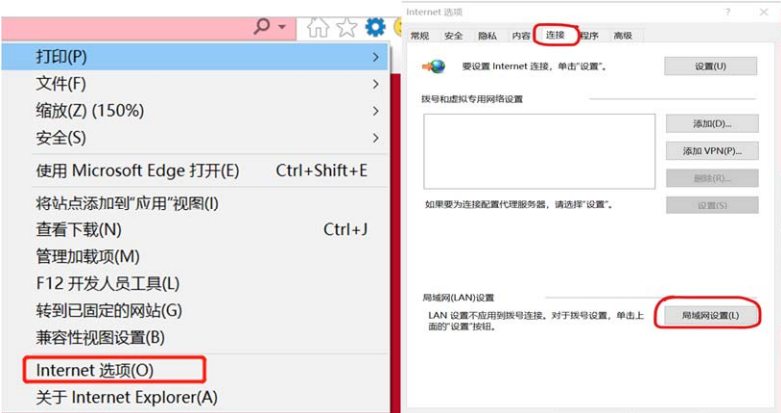 打印(P)
文件(F)
缩放(Z) (150%)
安全(S)
使用 Microsoft Edge 打开(E) Ctrl+Shift+E
将站点添加到“应用”视图(I)
查看下载(N) Ctrl+J
管理加载项(M)
F12 开发人员工具(L)
转到已固定的网站(G)
兼容性视图设置(B)
Internet 选项(O)
关于 Internet Explorer(A)
Internet 选项
常规 安全 隐私 内容 连接 程序 高级
要设置 Internet 连接，单击“设置”。 设置(U)
拨号和虚拟专用网络设置
添加(D)...
添加 VPN(P)...
删除(R)...
如果要为连接配置代理服务器，请选择“设置”。 设置(S)
局域网(LAN)设置
LAN 设置不应用到拨号连接。对于拨号设置，单击上 局域网设置(L)
面的“设置”按钮。